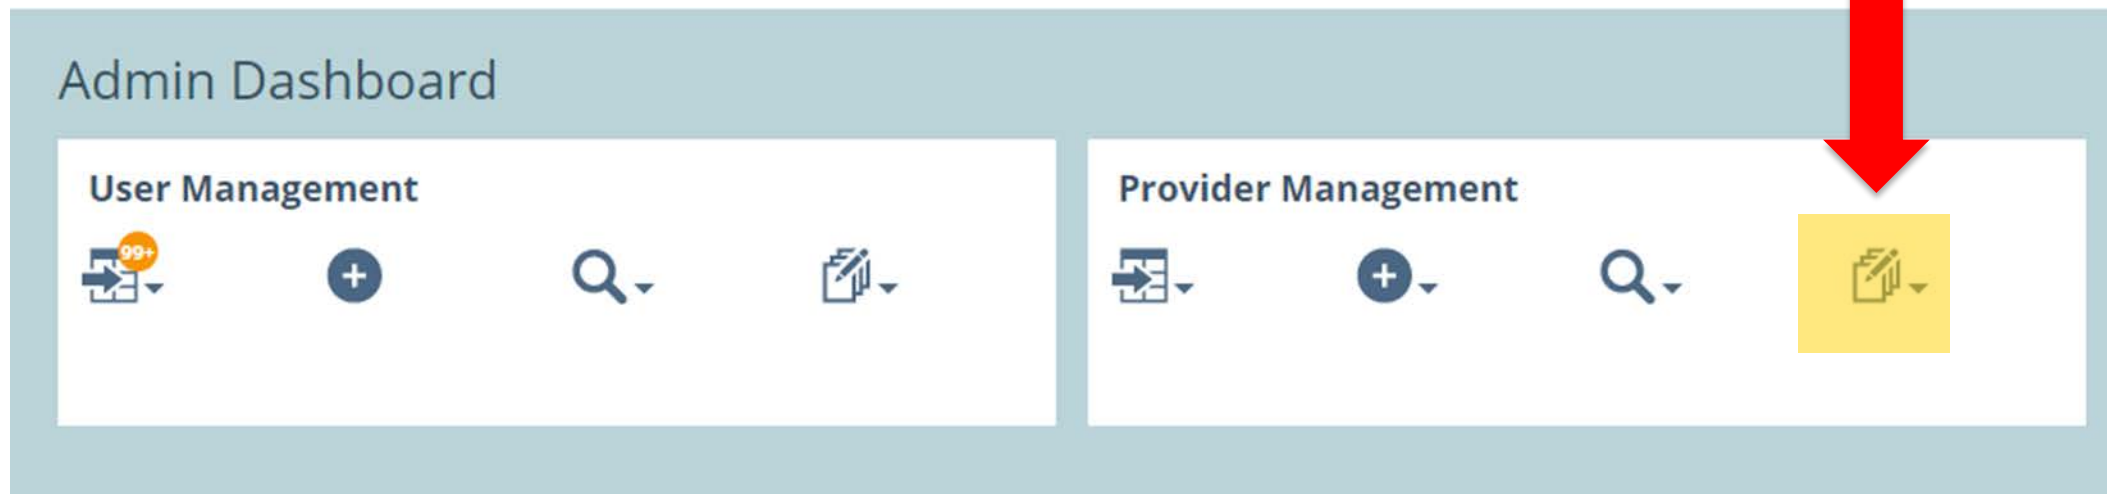 Admin Dashboard
User Management
99+
Provider Management